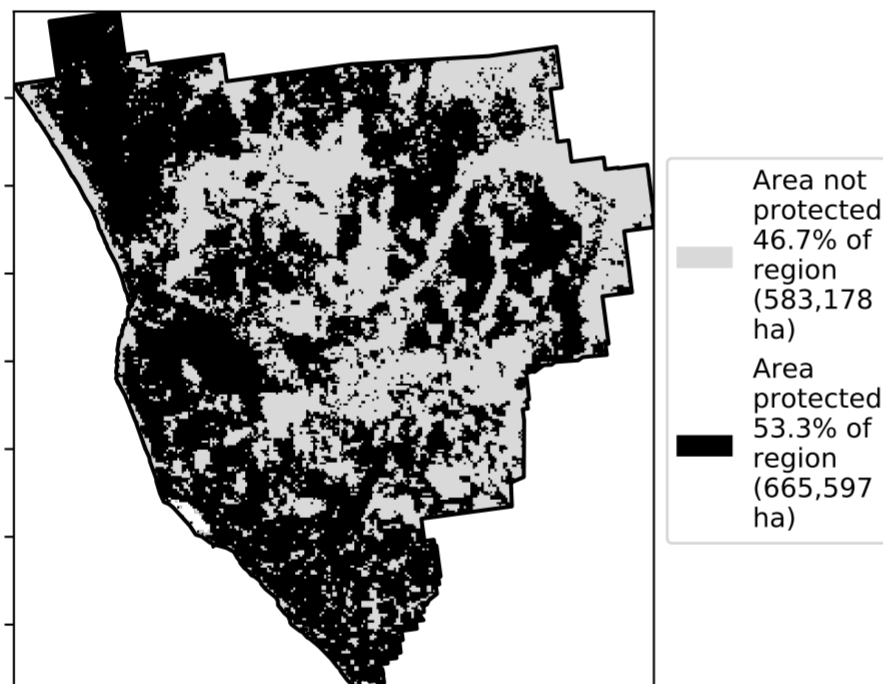 Area not
protected
46.7% of
region
(583,178
ha)
Area
protected
53.3% of
region
(665,597
ha)